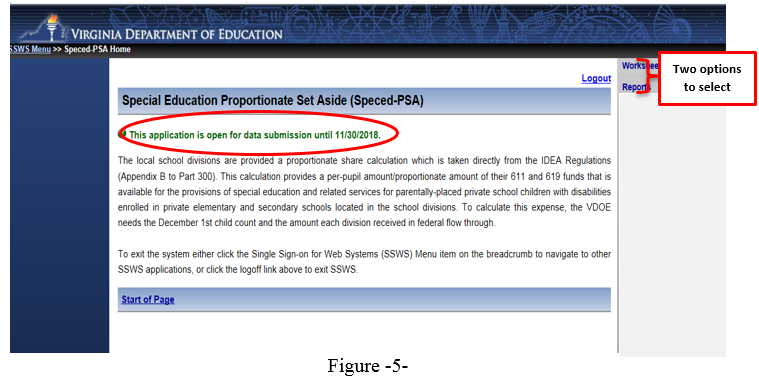 VIRGINIA DEPARTMENT OF EDUCATION
SSWS Menu >> Speced-PSA Home
Logout
Special Education Proportionate Set Aside (Speced-PSA)
This application is open for data submission until 11/30/2018.
The local school divisions are provided a proportionate share calculation which is taken directly from the IDEA Regulations
(Appendix B to Part 300). This calculation provides a per-pupil amount/proportionate amount of their 611 and 619 funds that is
available for the provisions of special education and related services for parentally-placed private school children with disabilities
enrolled in private elementary and secondary schools located in the school divisions. To calculate this expense, the VDOE
needs the December 1st child count and the amount each division received in federal flow through.
To exit the system either click the Single Sign-on for Web Systems (SSWS) Menu item on the breadcrumb to navigate to other
SSWS applications, or click the logoff link above to exit SSWS.
Start of Page
Reports
Two options
to select
Figure -5-